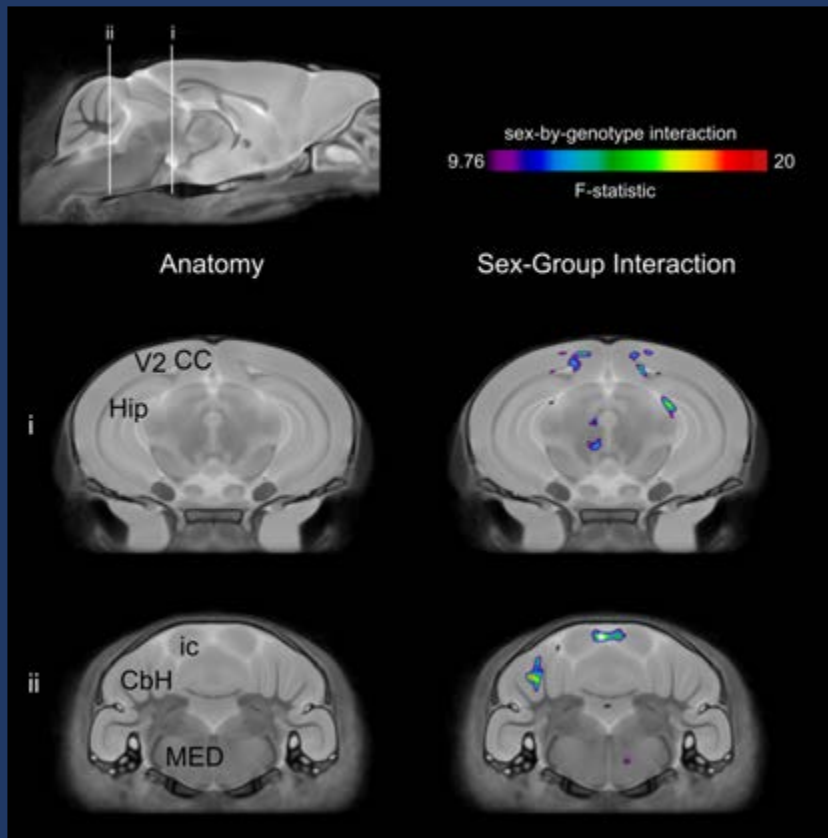 ii i
sex-by-genotype interaction
9.76 20
F-statistic
Anatomy Sex-Group Interaction
V2 CC
Hip
i
ic
CbH
ii
MED